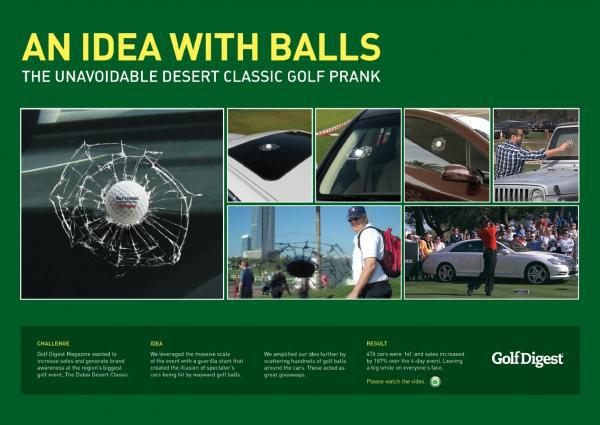 AN IDEA WITH BALLS
THE UNAVOIDABLE DESERT CLASSIC GOLF PRANK
CHALLENGE
Golf Digest Magazine wanted to
increase sales and generate brand
awareness at the region's biggest
golf event, The Dubai Desert Classic.
IDEA
We leveraged the massive scale
of the event with a guerilla stunt that
created the illusion of spectator's
cars being hit by wayward golf balls.
We amplified our idea further by
scattering hundreds of golf balls
around the cars. These acted as
great giveaways.
RESULT
476 cars were 'hit' and sales increased
by 107% over the 4-day event. Leaving
a big smile on everyone's face.
Please watch the video.
GolfDigest